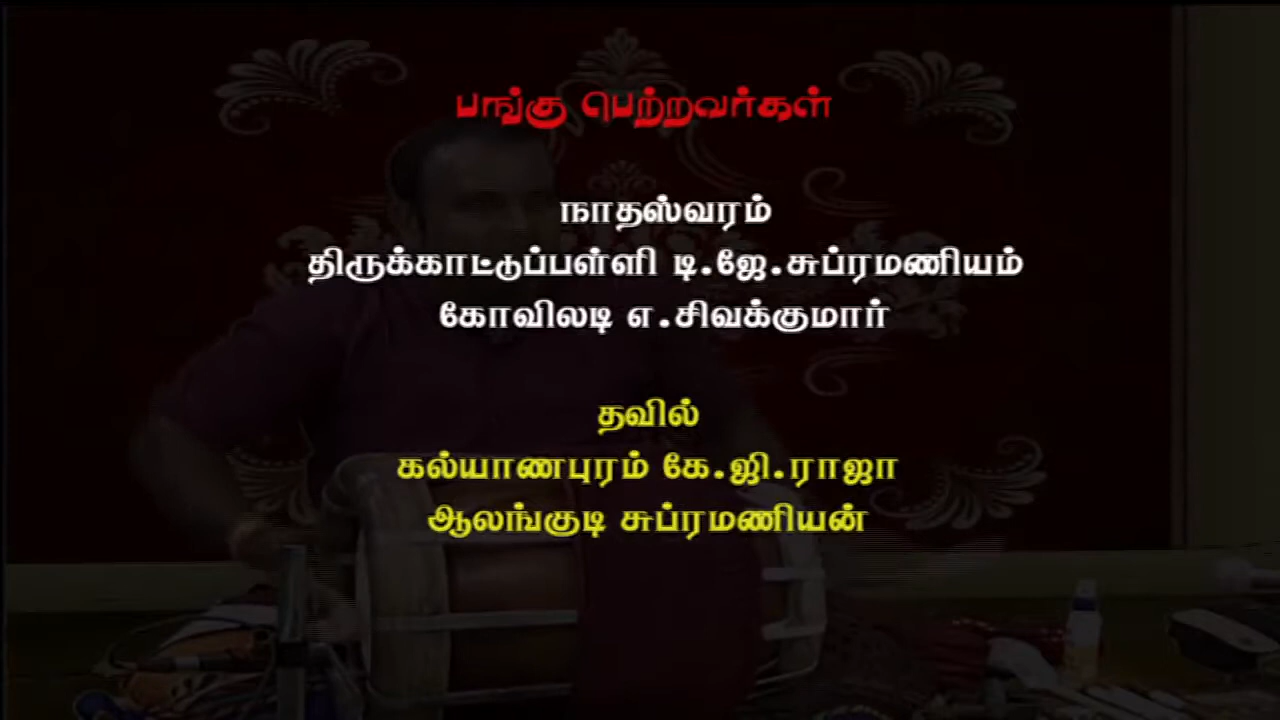 பங்கு பெற்றவர்கள்
நாதஸ்வரம்
திருக்காட்டுப்பள்ளி டி.ஜே.சுப்ரமணியம்
கோவிலடி எ.சிவக்குமார்
தவில்
கல்யாணபுரம் கே.ஜி.ராஜா
ஆலங்குடி சுப்ரமணியன்